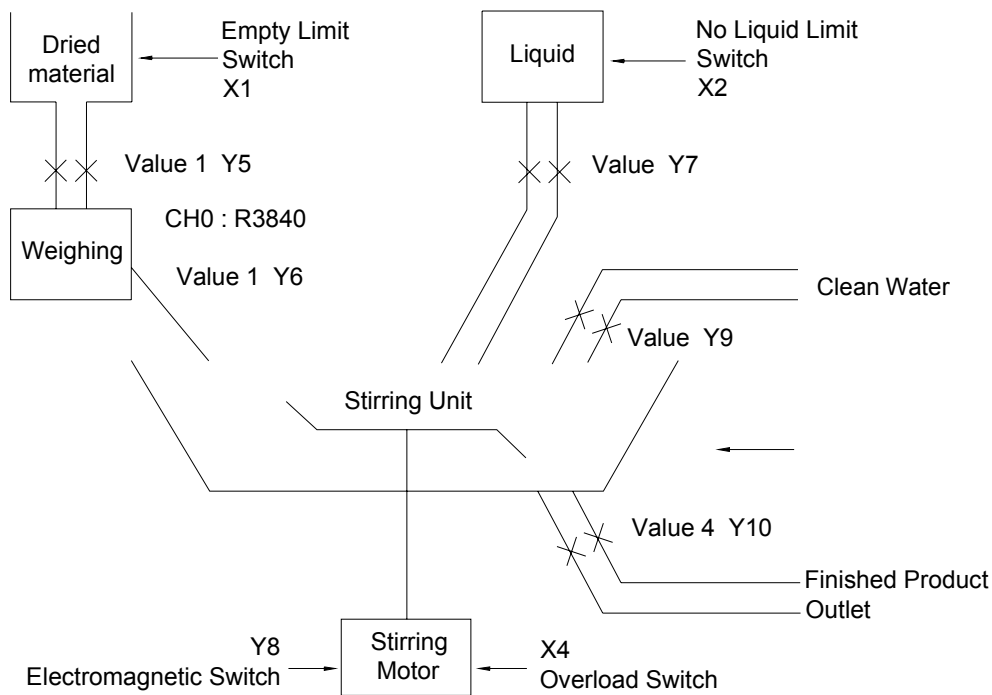 Dried
material
Empty Limit
Switch
X1
Liquid
No Liquid Limit
Switch
X2
Value 1 Y5
Value Y7
CH0 : R3840
Weighing
Value 1 Y6
Clean Water
Value Y9
Stirring Unit
Value 4 Y10
Finished Product
Outlet
Y8
Electromagnetic Switch
Stirring
Motor
X4
Overload Switch